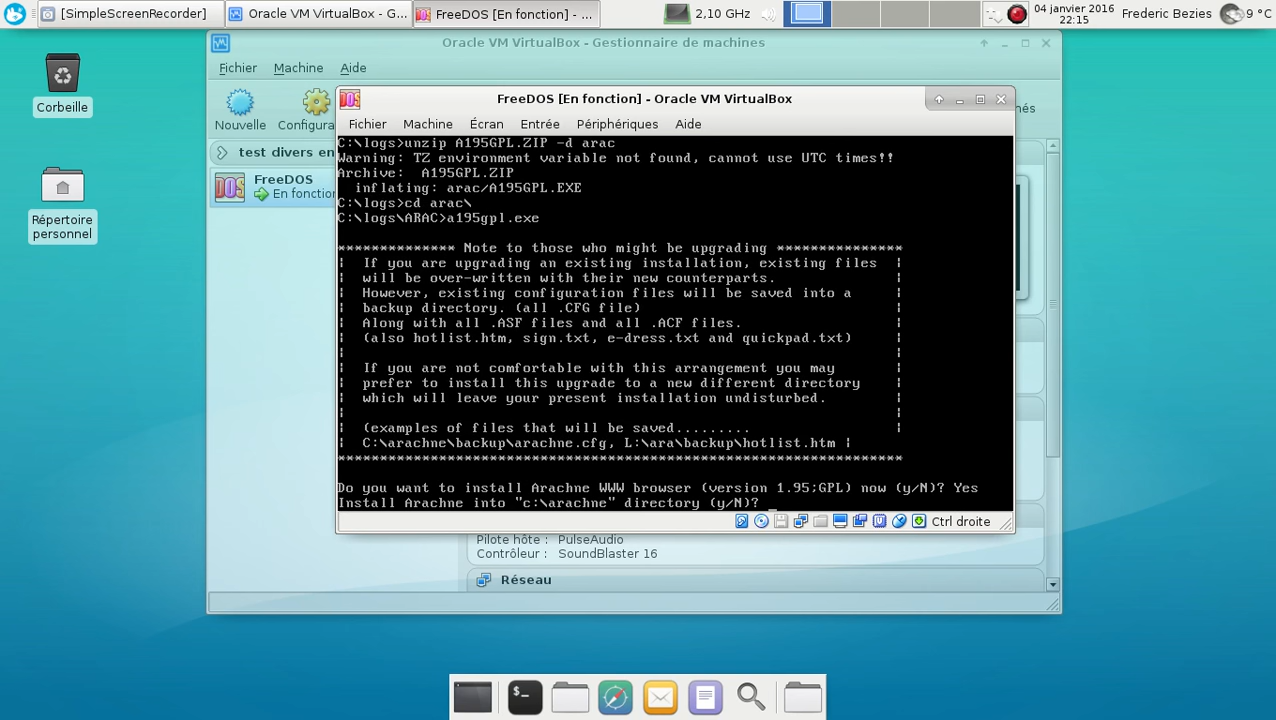 [SimpleScreenRecorder]
Oracle VM VirtualBox - G...
FreeDOS [En fonction] - ...
2,10 GHz
04 janvier 2016
22:15
Frederic Bezies
9 °C
Corbeille
Répertoire
personnel
Oracle VM VirtualBox - Gestionnaire de machines
Fichier Machine Aide
Nouvelle
Configura
test divers en
FreeDOS
En fonctio
FreeDOS [En fonction] - Oracle VM VirtualBox
Fichier Machine Écran Entrée Périphériques Aide
C:\logs>unzip A195GPL.ZIP -d arac
Warning: TZ environment variable not found, cannot use UTC times!!
Archive:  A195GPL.ZIP
  inflating: arac/A195GPL.EXE
C:\logs>cd arac\
C:\logs\ARAC>a195gpl.exe
************** Note to those who might be upgrading ***************
¦  If you are upgrading an existing installation, existing files  ¦
¦  will be over-written with their new counterparts.              ¦
¦  However, existing configuration files will be saved into a     ¦
¦  backup directory. (all .CFG file)                              ¦
¦  Along with all .ASF files and all .ACF files.                  ¦
¦  (also hotlist.htm, sign.txt, e-dress.txt and quickpad.txt)     ¦
¦                                                                 ¦
¦  If you are not comfortable with this arrangement you may       ¦
¦  prefer to install this upgrade to a new different directory    ¦
¦  which will leave your present installation undisturbed.        ¦
¦                                                                 ¦
¦  (examples of files that will be saved.........                 ¦
¦  C:\arachne\backup\arachne.cfg, L:\ara\backup\hotlist.htm ¦
*******************************************************************
Do you want to install Arachne WWW browser (version 1.95;GPL) now (y/N)? Yes
Install Arachne into "c:\arachne" directory (y/N)? _
Ctrl droite
Pilote hôte : PulseAudio
Contrôleur : SoundBlaster 16
Réseau